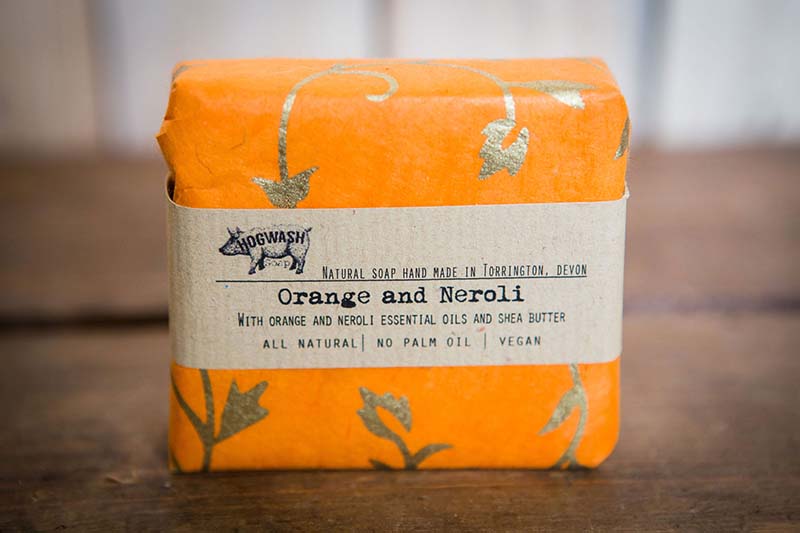 HOGWASH
Soap
Natural soap hand made in Torrington, Devon
Orange and Neroli
With orange and neroli essential oils and shea butter
ALL NATURAL| NO PALM OIL | VEGAN